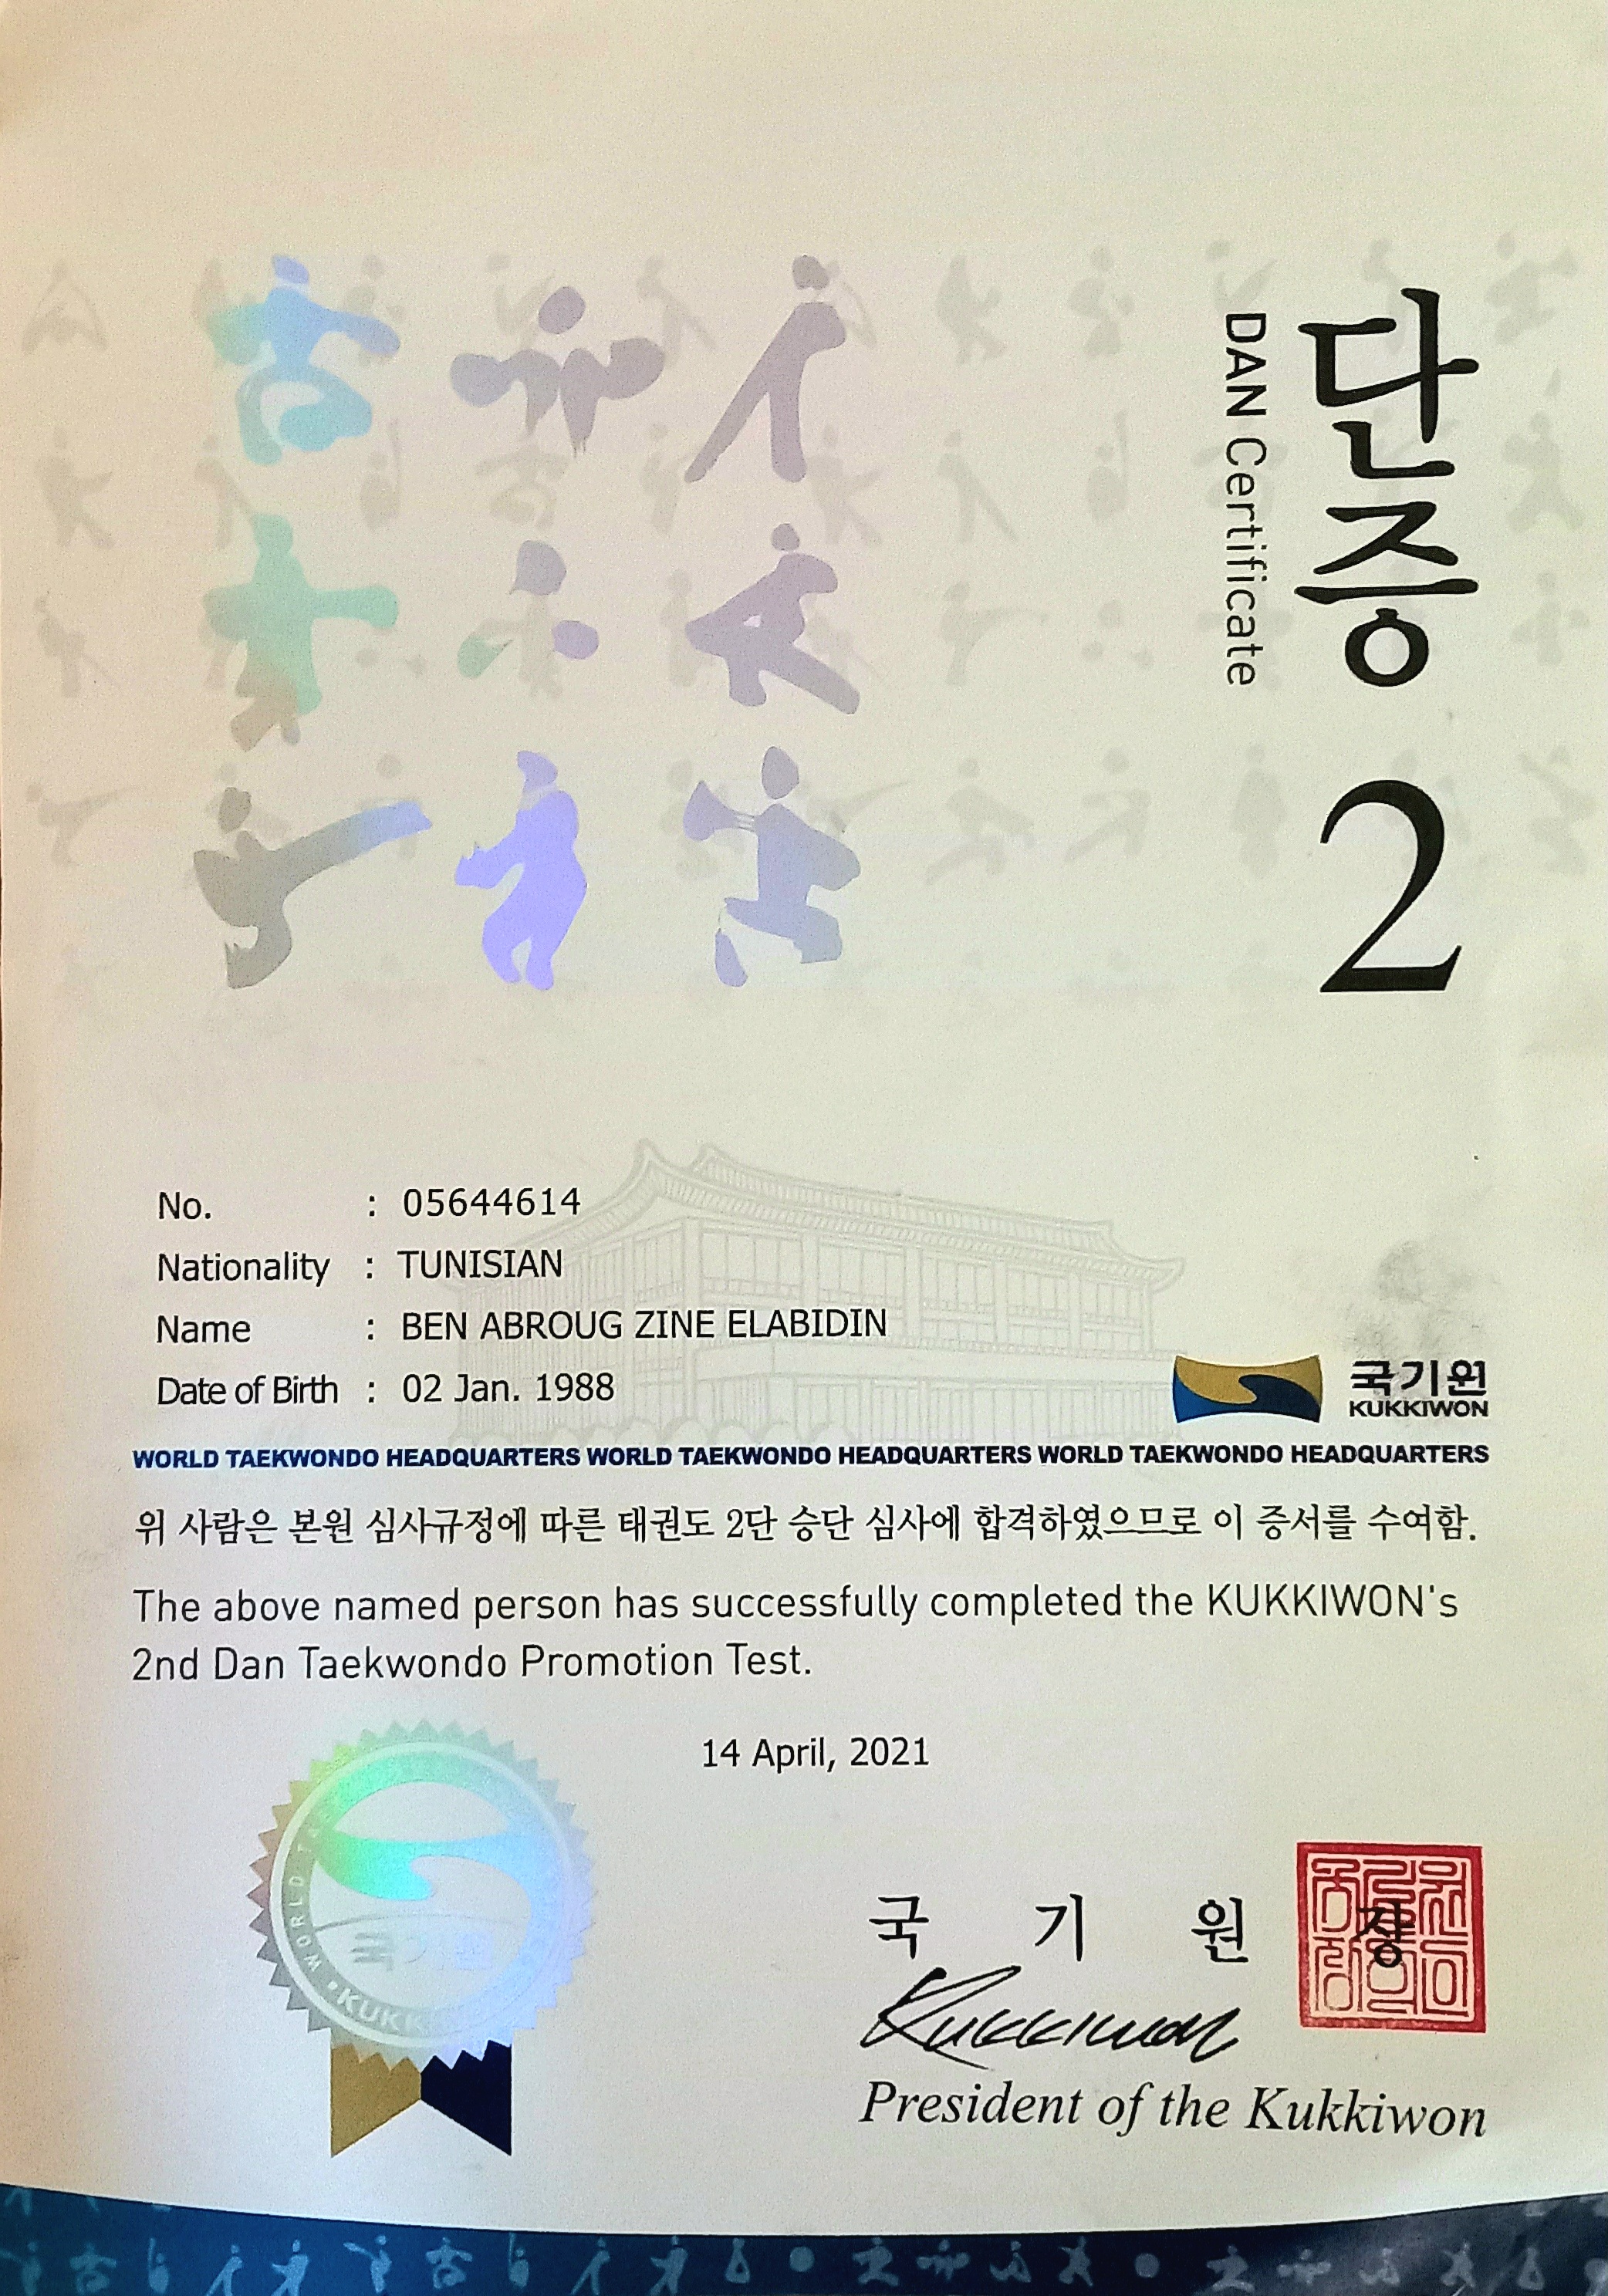 단증 2
DAN Certificate
No. : 05644614
Nationality : TUNISIAN
Name : BEN ABROUG ZINE ELABIDIN
Date of Birth : 02 Jan. 1988
국기원
KUKKIWON
WORLD TAEKWONDO HEADQUARTERS WORLD TAEKWONDO HEADQUARTERS WORLD TAEKWONDO HEADQUARTERS
위 사람은 본원 심사규정에 따른 태권도 2단 승단 심사에 합격하였으므로 이 증서를 수여함.
The above named person has successfully completed the KUKKIWON's
2nd Dan Taekwondo Promotion Test.
14 April, 2021
WORLD
국기원
국 기 원 장
Kukkiwon
President of the Kukkiwon